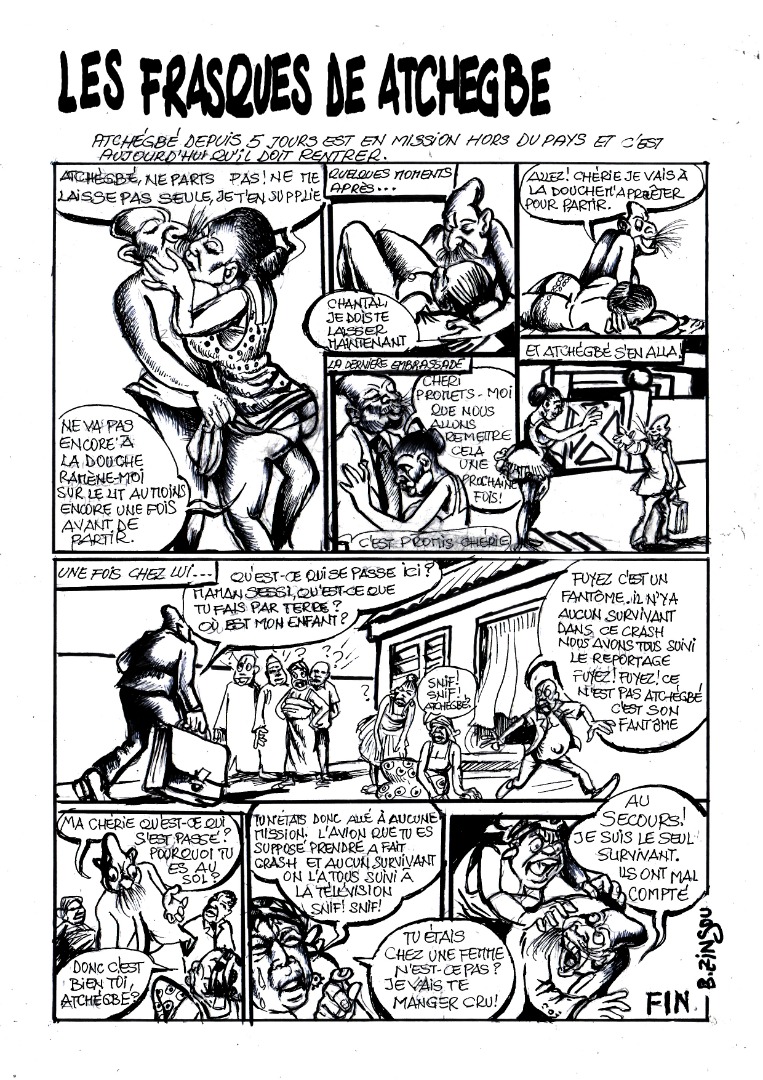 LES FRASQUES DE ATCHEGBE
ATCHÉGBÉ DEPUIS 5 JOURS EST EN MISSION HORS DU PAYS ET C'EST
AUJOURD'HUI QU'IL DOIT RENTRER.
ATCHÉGBÉ, NE PARTS PAS! NE ME
LAISSE PAS SEULE, JE T'EN SUPPLIE
NE VA PAS
ENCORE À
LA DOUCHE
RAMÈNE-MOI
SUR LE LIT AU MOINS
ENCORE UNE FOIS
AVANT DE
PARTIR.
QUELQUES MOMENTS
APRÈS...
CHANTAL,
JE DOIS TE
LAISSER
MAINTENANT
ALLEZ! CHÉRIE JE VAIS À
LA DOUCHE M'APPRÊTER
POUR PARTIR.
LA DERNIÈRE EMBRASSADE
CHERI
PROMETS-MOI
QUE NOUS
ALLONS
REMETTRE
CELA
UNE
PROCHAINE
FOIS!
C'EST PROMIS CHÉRIE
ET ATCHÉGBÉ S'EN ALLA!
UNE FOIS CHEZ LUI...
QU'EST-CE QUI SE PASSE ICI?
MAMAN SESSI, QU'EST-CE QUE
TU FAIS PAR TERRE?
OÙ EST MON ENFANT?
?
?
?
?
SNIF!
SNIF!
ATCHÉGBÉ
FUYEZ C'EST UN
FANTÔME..IL N'YA
AUCUN SURVIVANT
DANS CE CRASH
NOUS AVONS TOUS SUIVI
LE REPORTAGE
FUYEZ! FUYEZ! CE
N'EST PAS ATCHÉGBÉ
C'EST SON
FANTÔME
MA CHÉRIE QU'EST-CE QUI
S'EST PASSÉ?
POURQUOI TU
ES AU
SOL?
DONC C'EST
BIEN TOI,
ATCHÉGBÉ?
TU N'ÉTAIS DONC ALLÉ À AUCUNE
MISSION. L'AVION QUE TU ES
SUPPOSÉ PRENDRE A FAIT
CRASH ET AUCUN SURVIVANT
ON L'A TOUS SUIVI À
LA TÉLÉVISION
SNIF! SNIF!
TU ÉTAIS
CHEZ UNE FEMME
N'EST-CE PAS?
JE VAIS TE
MANGER CRU!
AU
SECOURS!
JE SUIS LE SEUL
SURVIVANT.
ILS ONT MAL
COMPTÉ
FIN
B.ZINSOU